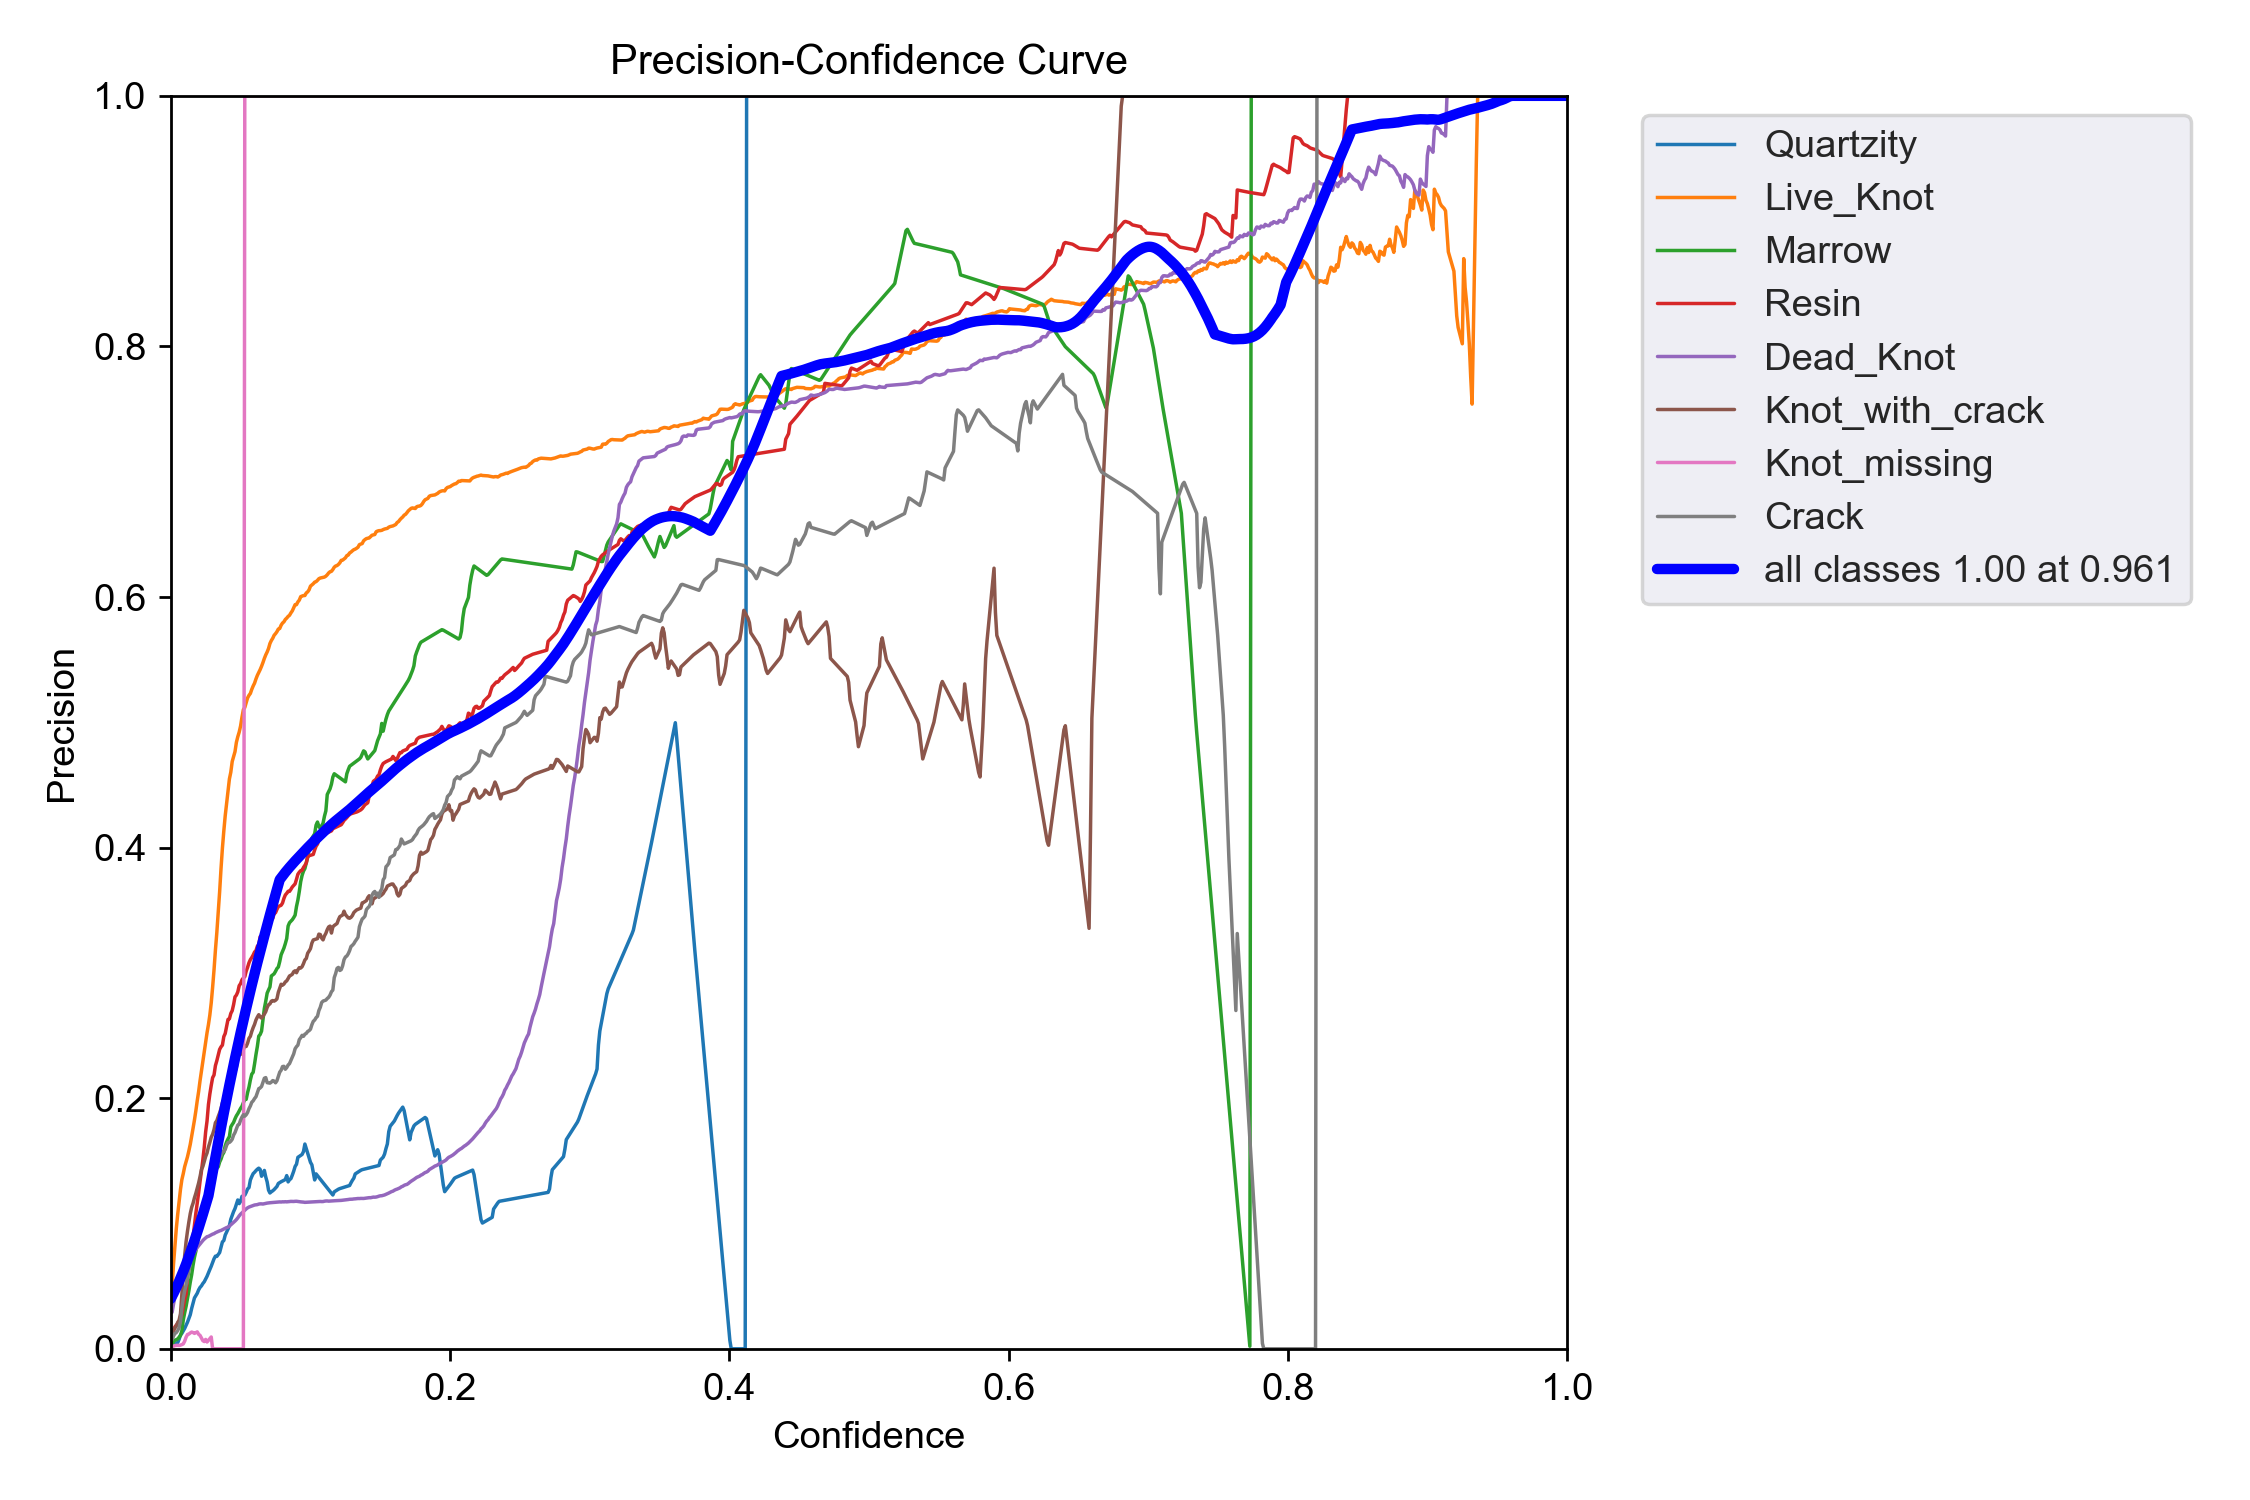 Precision-Confidence Curve
1.0
0.8
0.6
0.4
0.2
0.0
Precision
0.0 0.2 0.4 0.6 0.8 1.0
Confidence
Quartzity
Live_Knot
Marrow
Resin
Dead_Knot
Knot_with_crack
Knot_missing
Crack
all classes 1.00 at 0.961